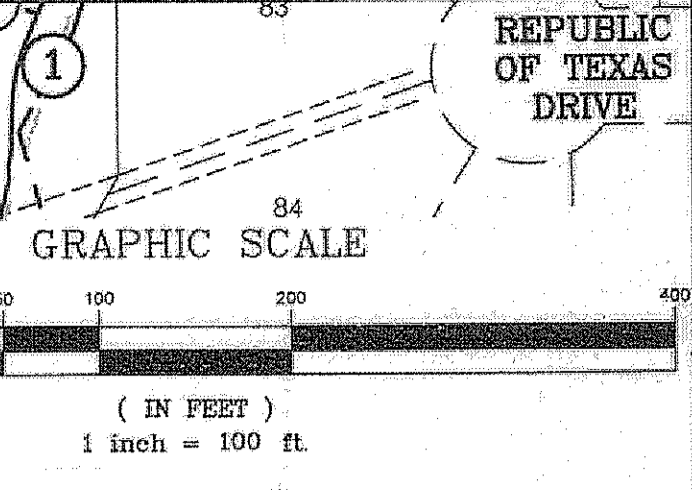 83
REPUBLIC
OF TEXAS
DRIVE
1
84
GRAPHIC SCALE
100 200 400
( IN FEET )
1 inch = 100 ft.